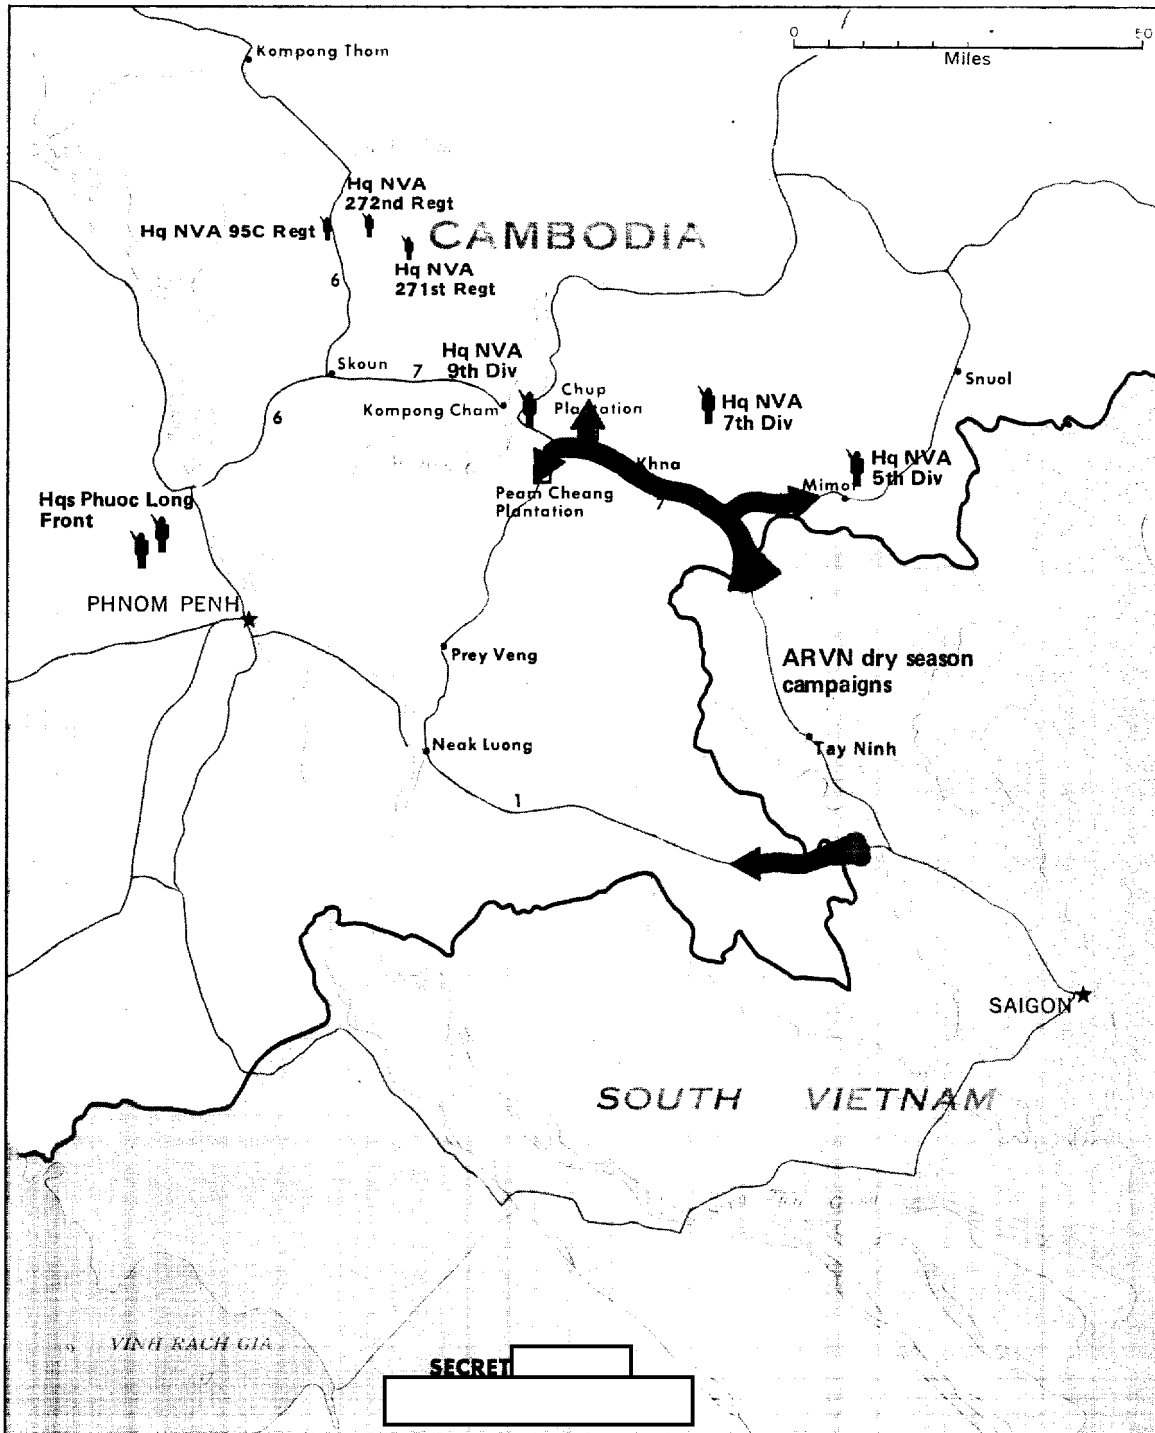 0 50
Miles
Kompong Thom
Hq NVA
272nd Regt
Hq NVA 95C Regt
CAMBODIA
Hq NVA
271st Regt
6
Hq NVA
9th Div
Skoun
7
Chup
Plantation
Snuol
Kompong Cham
Hq NVA
7th Div
6
Khna
Hq NVA
5th Div
Mimot
Peam Cheang
Plantation
7
Hqs Phuoc Long
Front
PHNOM PENH
Prey Veng
ARVN dry season
campaigns
Neak Luong
Tay Ninh
1
SAIGON
SOUTH VIETNAM
VINH RACH GIA
SECRET